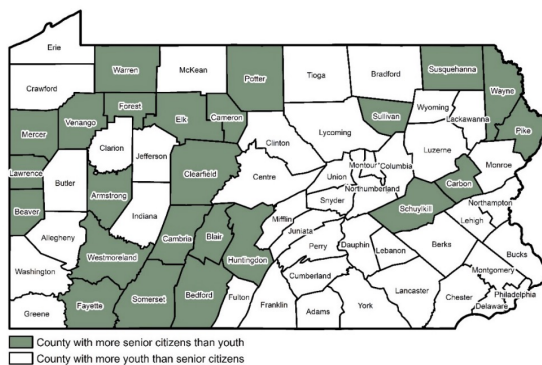 Erie
Warren
McKean
Potter
Tioga
Bradford
Susquehanna
Wayne
Crawford
Forest
Elk
Cameron
Sullivan
Wyoming
Lackawanna
Pike
Mercer
Venango
Clarion
Jefferson
Clinton
Lycoming
Luzerne
Monroe
Lawrence
Butler
Clearfield
Centre
Union
Montour
Columbia
Carbon
Northumberland
Armstrong
Snyder
Schuylkill
Northampton
Beaver
Indiana
Mifflin
Lehigh
Allegheny
Cambria
Blair
Juniata
Huntingdon
Perry
Dauphin
Lebanon
Berks
Bucks
Westmoreland
Washington
Cumberland
Montgomery
Lancaster
Philadelphia
Greene
Fayette
Somerset
Bedford
Fulton
Franklin
Adams
York
Chester
Delaware
County with more senior citizens than youth
County with more youth than senior citizens